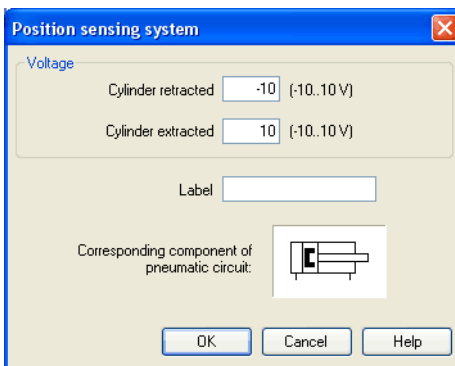 Position sensing system
Voltage
Cylinder retracted -10 (-10..10 V)
Cylinder extracted 10 (-10..10 V)
Label
Corresponding component of
pneumatic circuit:
OK Cancel Help